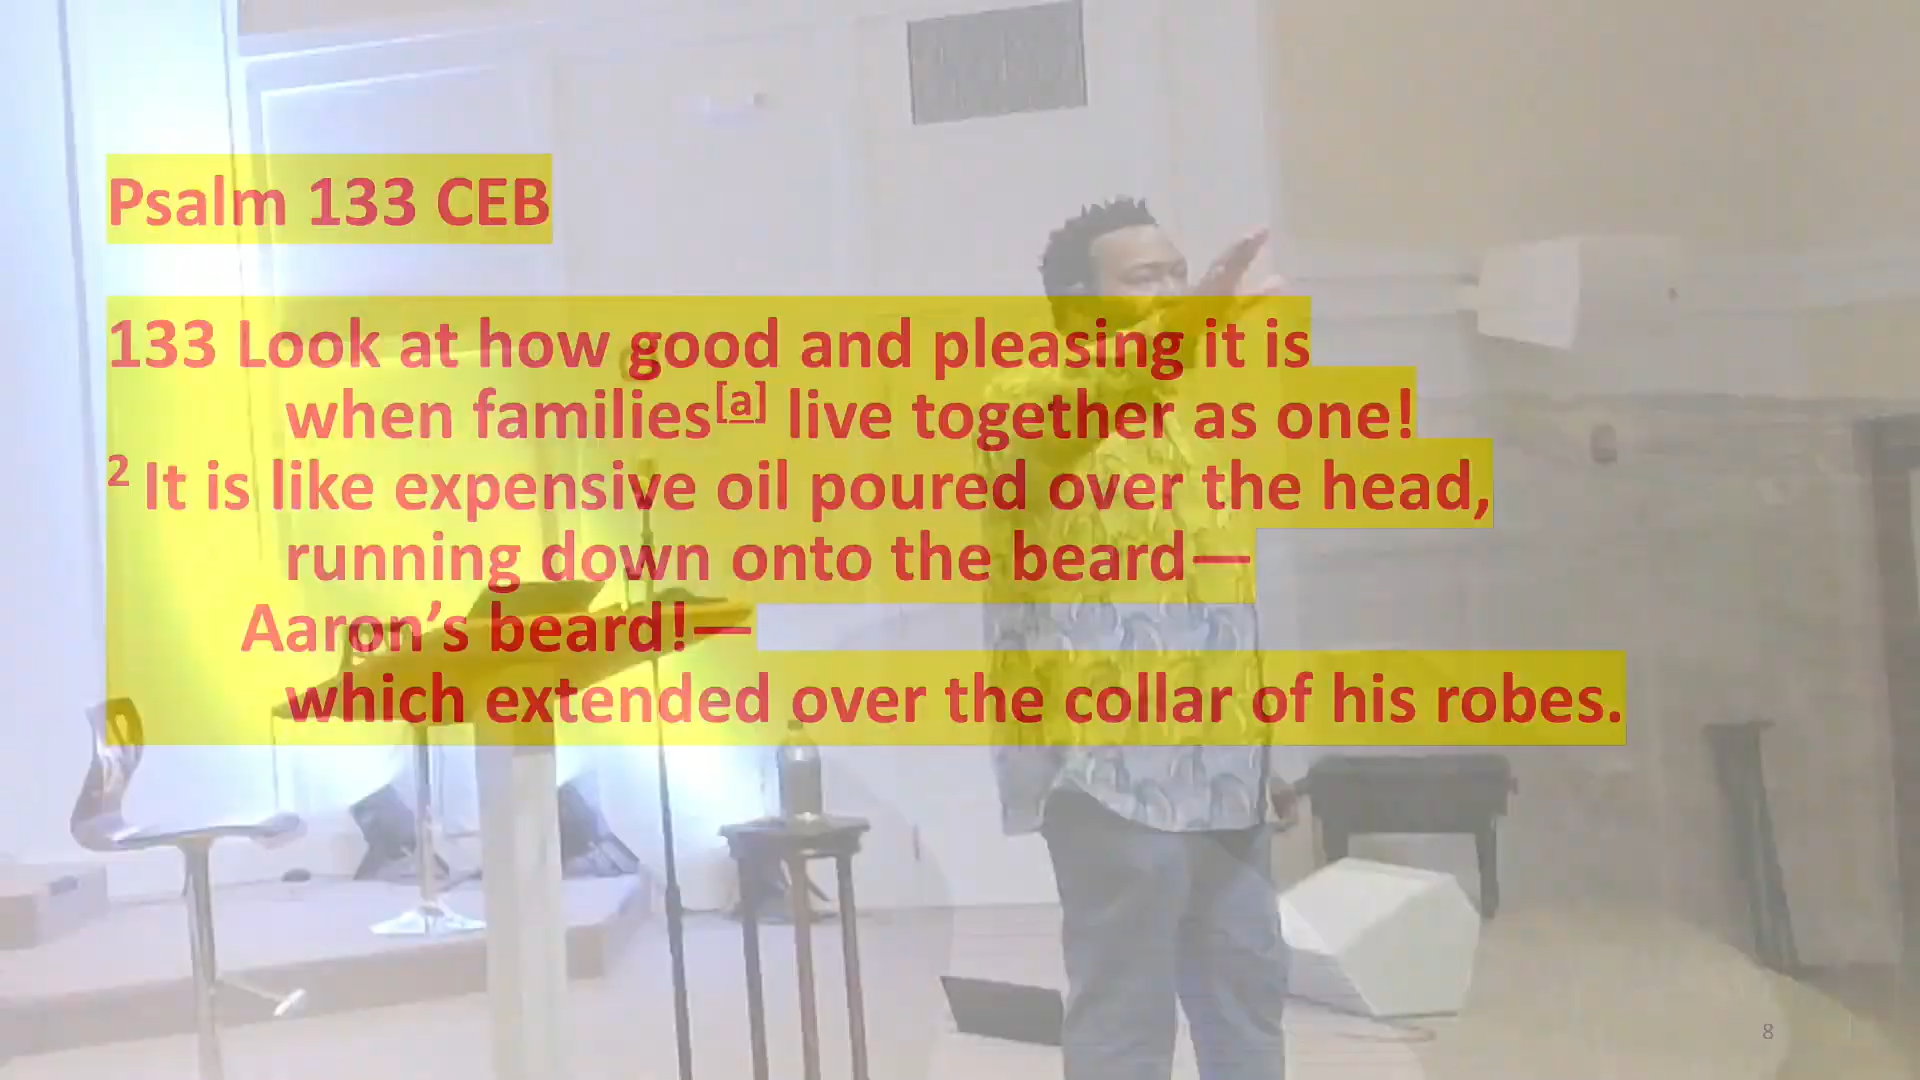 Psalm 133 CEB
133 Look at how good and pleasing it is
when families[a] live together as one!
2 It is like expensive oil poured over the head,
running down onto the beard—
Aaron’s beard!—
which extended over the collar of his robes.
8